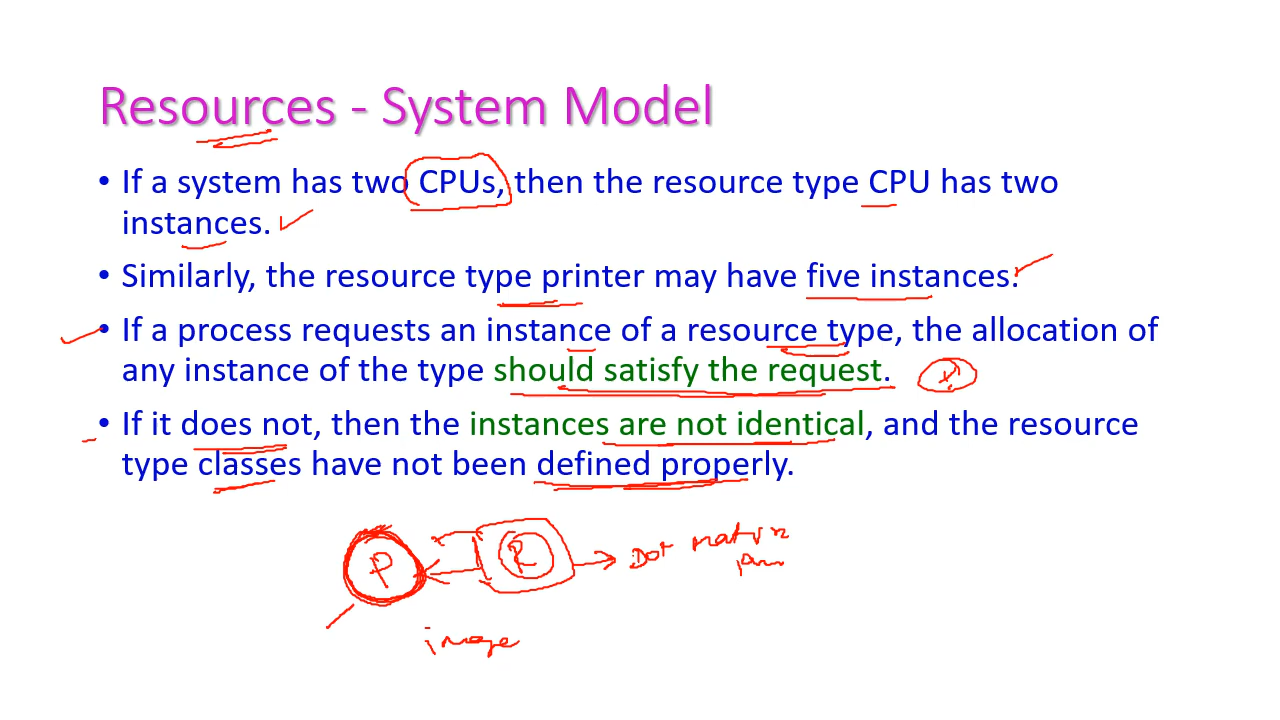 Resources - System Model
• If a system has two CPUs, then the resource type CPU has two
instances.
• Similarly, the resource type printer may have five instances.
• If a process requests an instance of a resource type, the allocation of
any instance of the type should satisfy the request.
• If it does not, then the instances are not identical, and the resource
type classes have not been defined properly.
P R Dot matrix
image